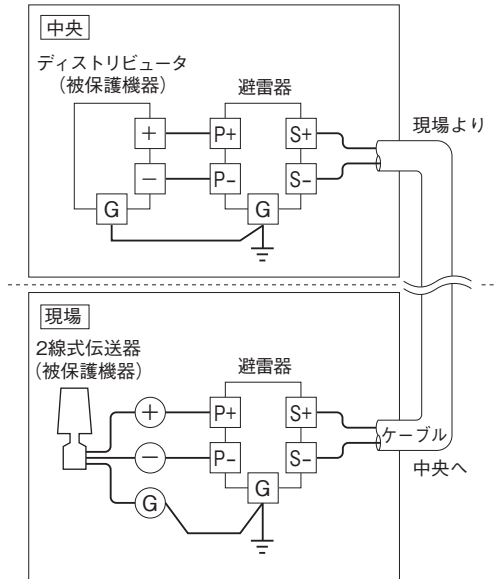 中央
ディストリビュータ
（被保護機器）
避雷器
＋
P+
S+
－
P−
S−
G
G
現場より
現場
2線式伝送器
（被保護機器）
避雷器
＋
P+
S+
－
P−
S−
G
G
ケーブル
中央へ